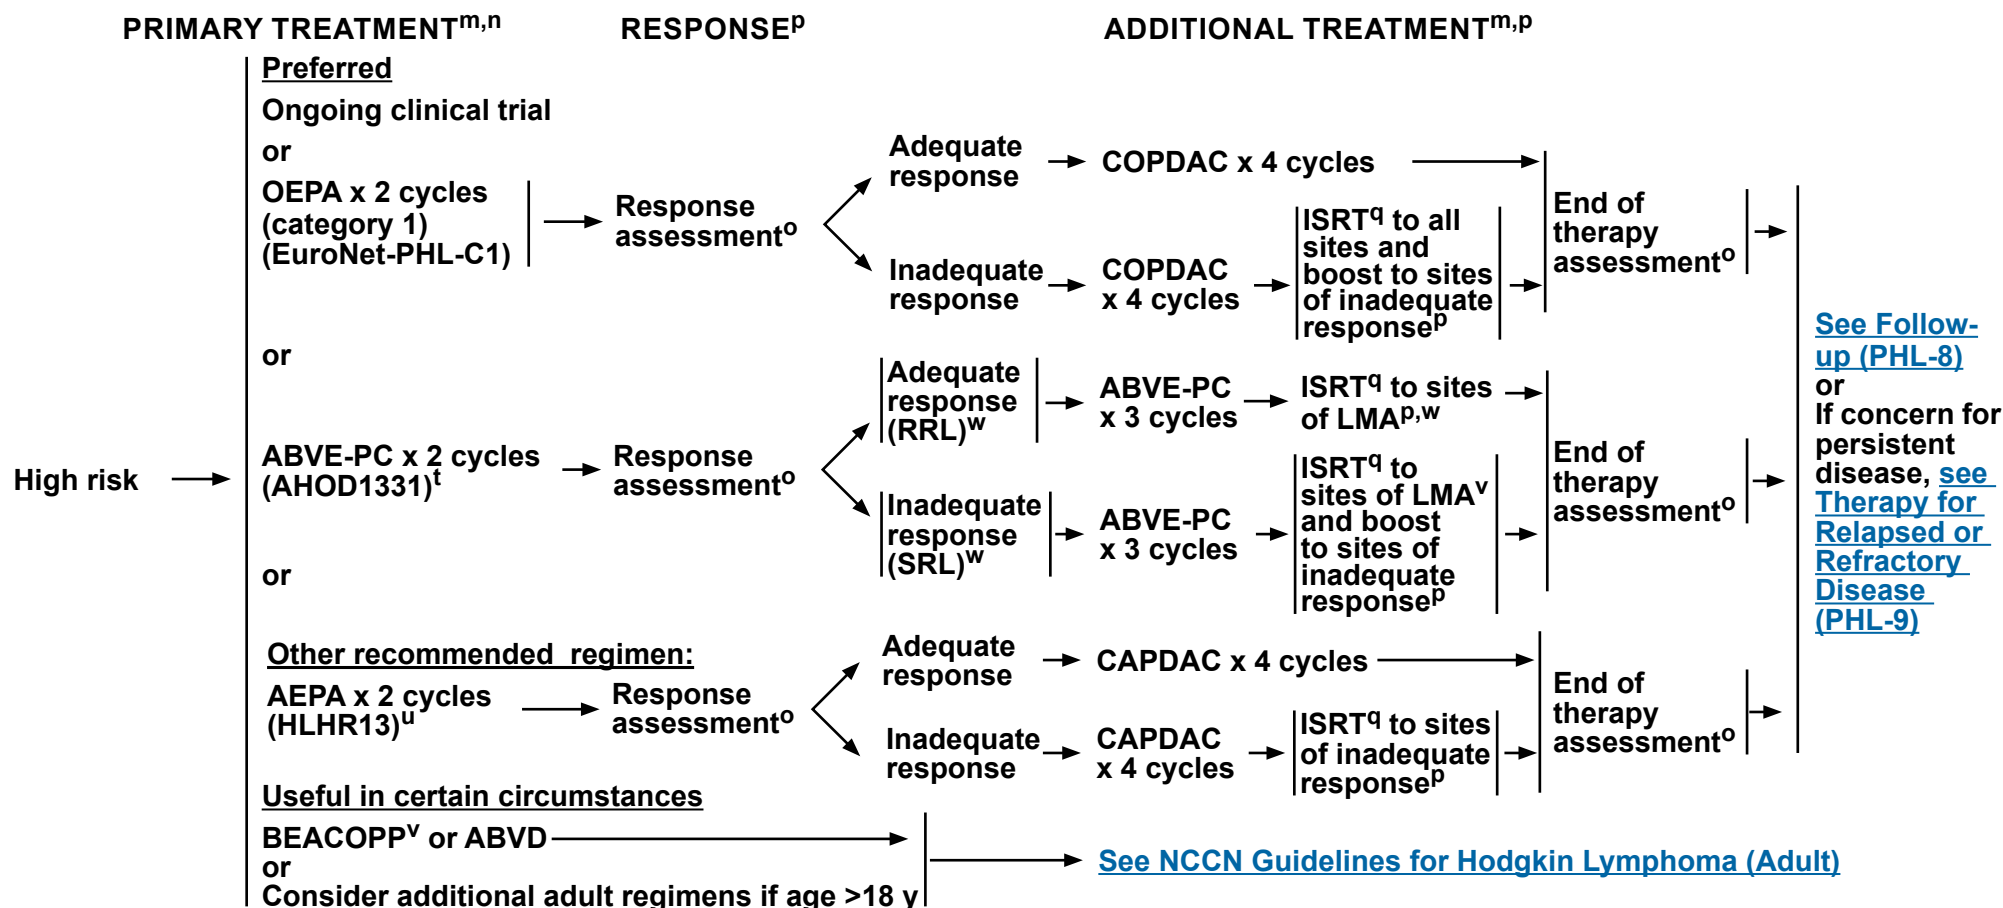 PRIMARY TREATMENTm,n
RESPONSEp
ADDITIONAL TREATMENTm,p
High risk
Preferred
Ongoing clinical trial
or
OEPA x 2 cycles
(category 1)
(EuroNet-PHL-C1)
Response
assessmento
Adequate
response
COPDAC x 4 cycles
Inadequate
response
COPDAC
x 4 cycles
ISRTq to all
sites and
boost to sites
of inadequate
responsep
End of
therapy
assessmento
or
ABVE-PC x 2 cycles
(AHOD1331)t
Response
assessmento
Adequate
response
(RRL)w
ABVE-PC
x 3 cycles
ISRTq to sites
of LMAp,w
Inadequate
response
(SRL)w
ABVE-PC
x 3 cycles
ISRTq to
sites of LMAv
and boost
to sites of
inadequate
responsep
End of
therapy
assessmento
or
Other recommended  regimen:
AEPA x 2 cycles
(HLHR13)u
Response
assessmento
Adequate
response
CAPDAC x 4 cycles
Inadequate
response
CAPDAC
x 4 cycles
ISRTq to sites
of inadequate
responsep
End of
therapy
assessmento
See Follow-
up (PHL-8)
or
If concern for
persistent
disease, see
Therapy for
Relapsed or
Refractory
Disease
(PHL-9)
Useful in certain circumstances
BEACOPPv or ABVD
or
Consider additional adult regimens if age >18 y
See NCCN Guidelines for Hodgkin Lymphoma (Adult)